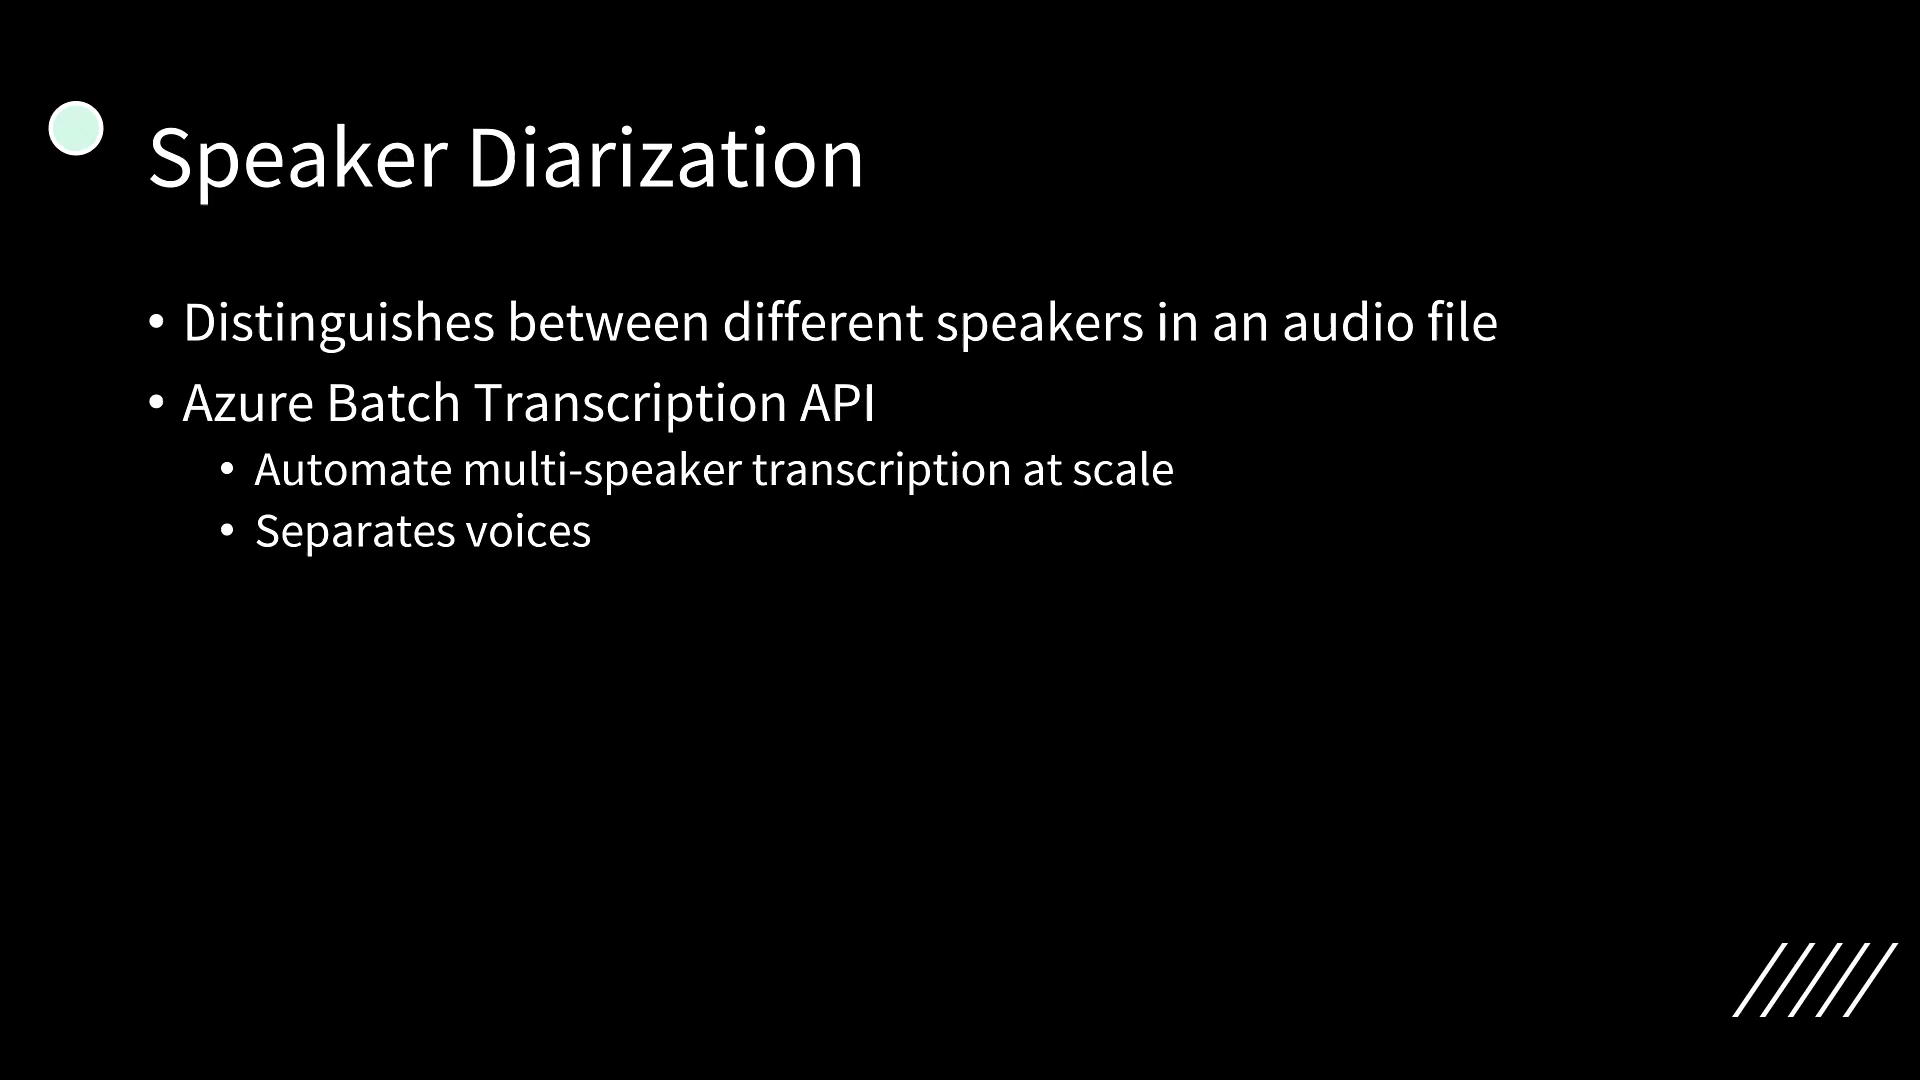 Speaker Diarization
• Distinguishes between different speakers in an audio file
• Azure Batch Transcription API
• Automate multi-speaker transcription at scale
• Separates voices